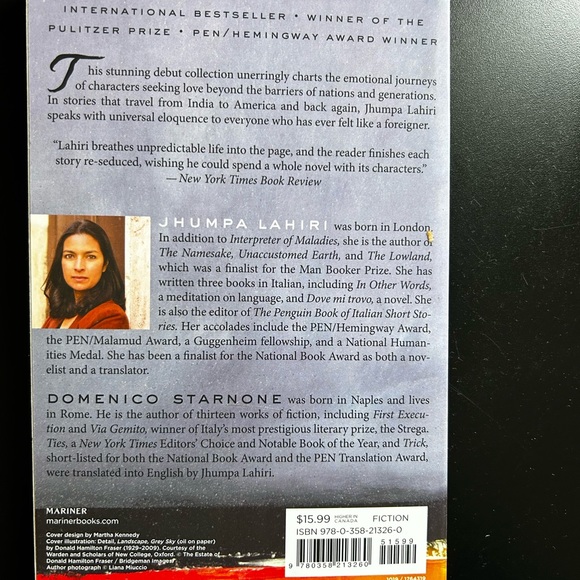 INTERNATIONAL BESTSELLER • WINNER OF THE
PULITZER PRIZE • PEN/HEMINGWAY AWARD WINNER
This stunning debut collection unerringly charts the emotional journeys
of characters seeking love beyond the barriers of nations and generations.
In stories that travel from India to America and back again, Jhumpa Lahiri
speaks with universal eloquence to everyone who has ever felt like a foreigner.
“Lahiri breathes unpredictable life into the page, and the reader finishes each
story re-seduced, wishing he could spend a whole novel with its characters.”
—New York Times Book Review
JHUMPA LAHIRI was born in London.
In addition to Interpreter of Maladies, she is the author of
The Namesake, Unaccustomed Earth, and The Lowland,
which was a finalist for the Man Booker Prize. She has
written three books in Italian, including In Other Words,
a meditation on language, and Dove mi trovo, a novel. She
is also the editor of The Penguin Book of Italian Short Sto-
ries. Her accolades include the PEN/Hemingway Award,
the PEN/Malamud Award, a Guggenheim fellowship, and a National Human-
ities Medal. She has been a finalist for the National Book Award as both a nov-
elist and a translator.
DOMENICO STARNONE was born in Naples and lives
in Rome. He is the author of thirteen works of fiction, including First Execu-
tion and Via Gemito, winner of Italy's most prestigious literary prize, the Strega.
Ties, a New York Times Editors' Choice and Notable Book of the Year, and Trick,
short-listed for both the National Book Award and the PEN Translation Award,
were translated into English by Jhumpa Lahiri.
MARINER
marinerbooks.com
Cover design by Martha Kennedy
Cover illustration: Detail, Landscape, Grey Sky (oil on paper)
by Donald Hamilton Fraser (1929–2009). Courtesy of the
Warden and Scholars of New College, Oxford. © The Estate of
Donald Hamilton Fraser / Bridgeman Images
Author photograph © Liana Miuccio
$15.99 HIGHER IN CANADA FICTION
ISBN 978-0-358-21326-0
51599
9 780358 213260